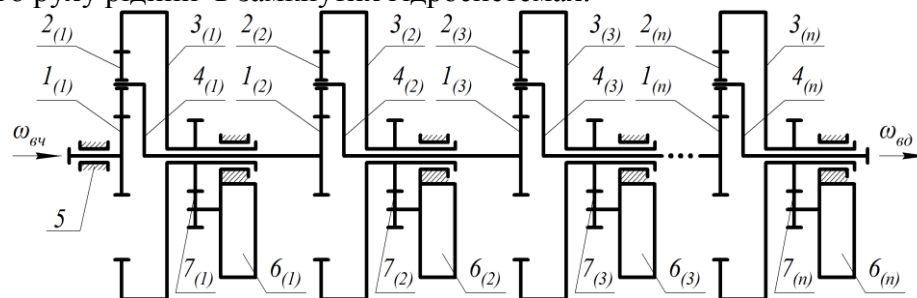 го руху рідини в замкнутих гідросистемах.
2(1) 3(1) 2(2) 3(2) 2(3) 3(3) 2(n) 3(n)
1(1) 4(1) 1(2) 4(2) 1(3) 4(3) 1(n) 4(n)
ωвч ωвд
5
7(1) 6(1) 7(2) 6(2) 7(3) 6(3) 7(n) 6(n)